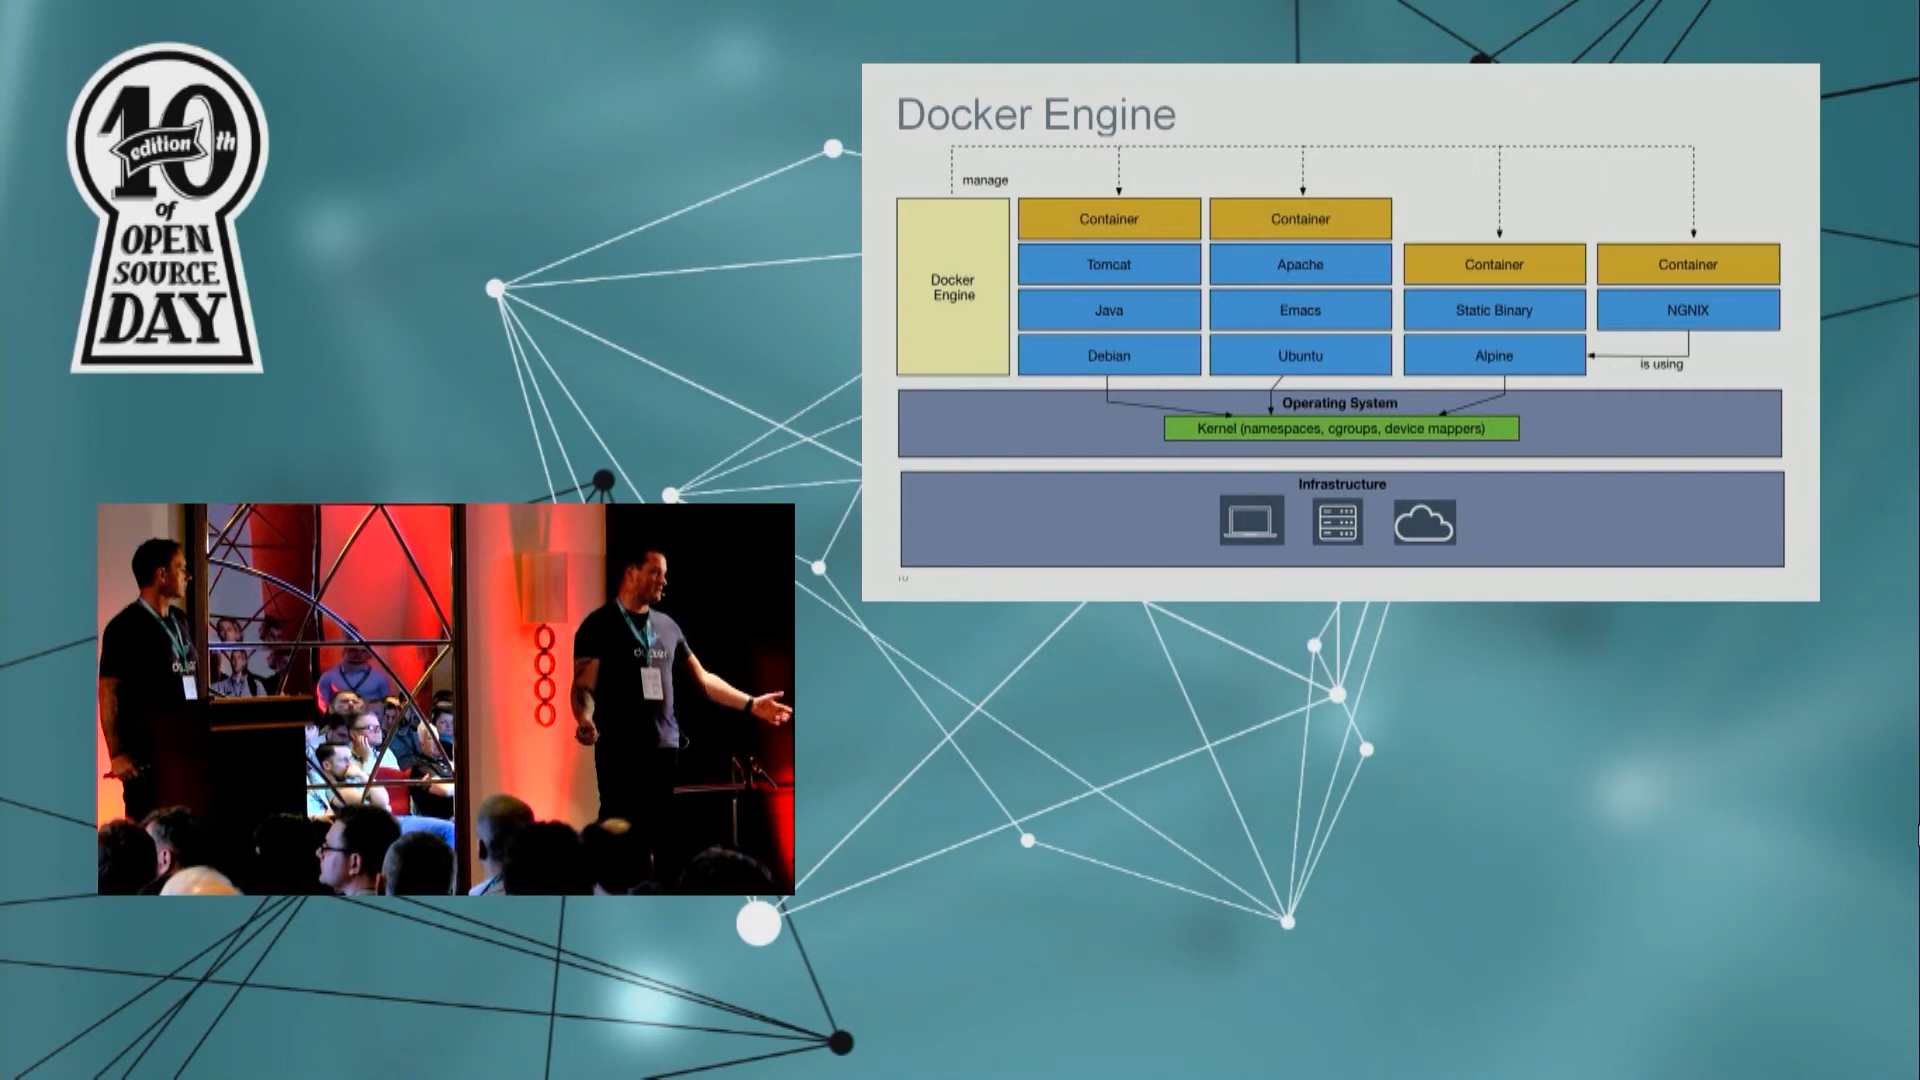 10th
edition
of
OPEN
SOURCE
DAY
Docker Engine
manage
Docker
Engine
Container
Tomcat
Java
Debian
Container
Apache
Emacs
Ubuntu
Container
Static Binary
Alpine
Container
NGNIX
is using
Operating System
Kernel (namespaces, cgroups, device mappers)
Infrastructure
docker